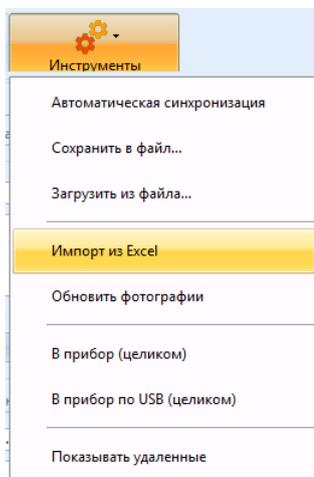 Инструменты
Автоматическая синхронизация
Сохранить в файл...
Загрузить из файла...
Импорт из Excel
Обновить фотографии
В прибор (целиком)
В прибор по USB (целиком)
Показывать удаленные